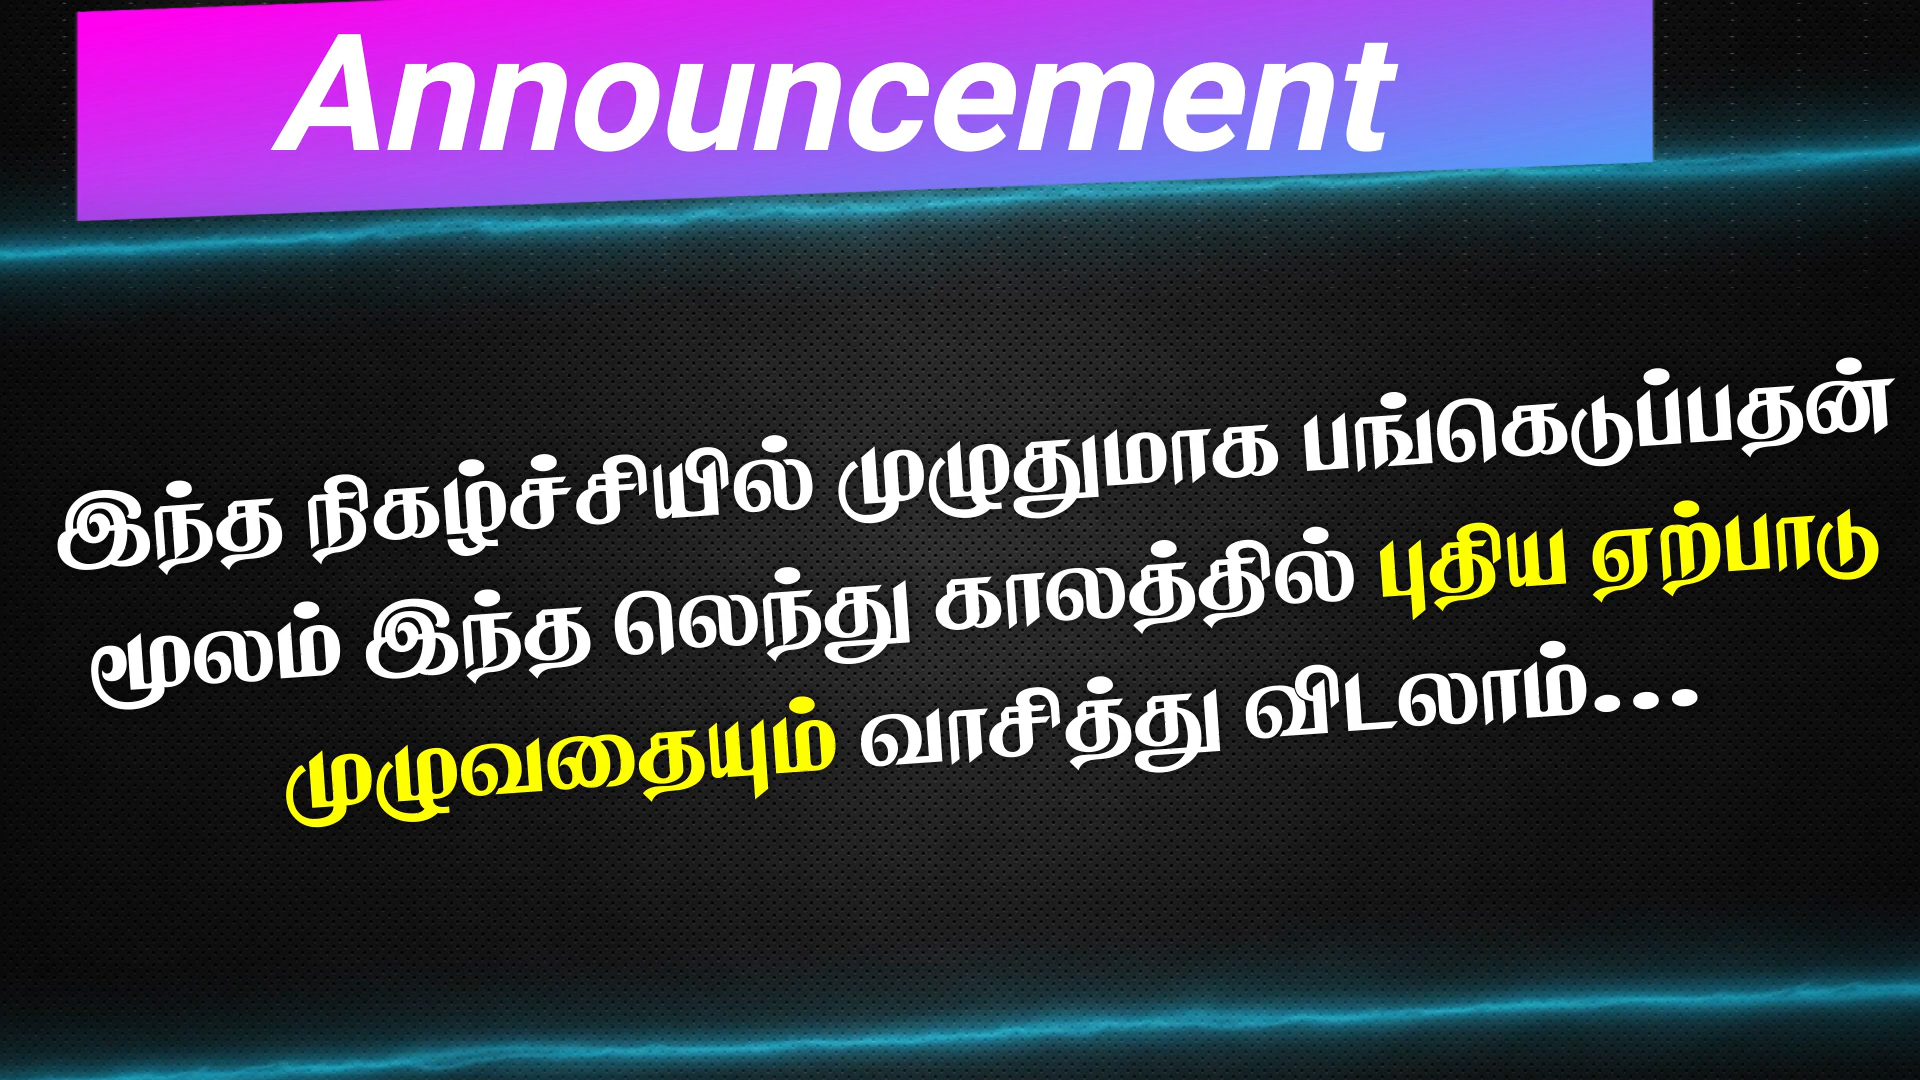 Announcement
இந்த நிகழ்ச்சியில் முழுதுமாக பங்கெடுப்பதன்
மூலம் இந்த லெந்து காலத்தில் புதிய ஏற்பாடு
முழுவதையும் வாசித்து விடலாம்...